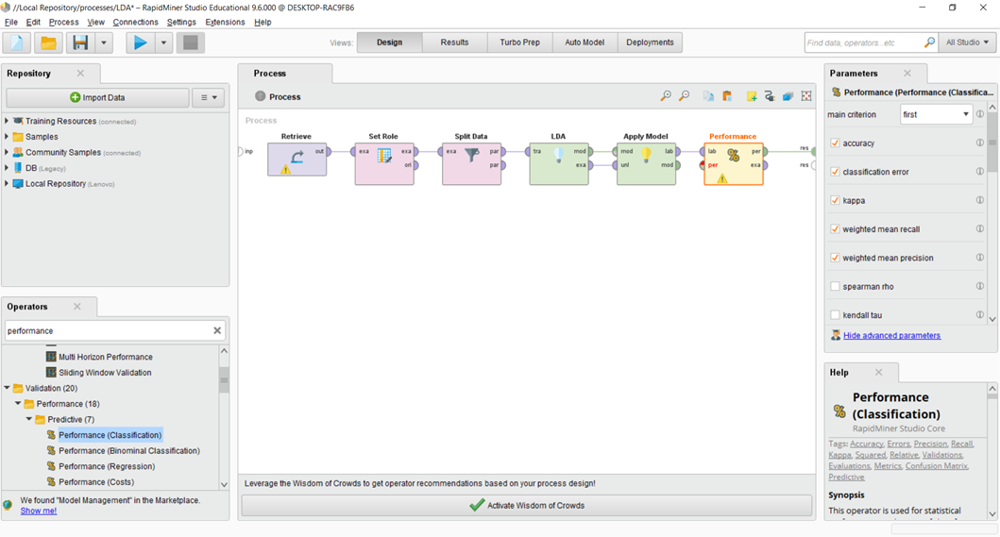 //Local Repository/processes/LDA* – RapidMiner Studio Educational 9.6.000 @ DESKTOP-RAC9FB6
File Edit Process View Connections Settings Extensions Help
Views: Design Results Turbo Prep Auto Model Deployments
Find data, operators...etc
All Studio
Repository
Import Data
Training Resources (connected)
Samples
Community Samples (connected)
DB (Legacy)
Local Repository (Lenovo)
Operators
performance
Multi Horizon Performance
Sliding Window Validation
Validation (20)
Performance (18)
Predictive (7)
Performance (Classification)
Performance (Binominal Classification)
Performance (Regression)
Performance (Costs)
We found "Model Management" in the Marketplace.
Show me!
Process
Process
Process
inp
Retrieve
out
Set Role
exa exa
ori
Split Data
exa par
par
LDA
tra mod
exa
Apply Model
mod lab
unl mod
Performance
lab per
per exa
res
res
Leverage the Wisdom of Crowds to get operator recommendations based on your process design!
Activate Wisdom of Crowds
Parameters
Performance (Performance (Classifica...
main criterion first
accuracy
classification error
kappa
weighted mean recall
weighted mean precision
spearman rho
kendall tau
Hide advanced parameters
Help
Performance
(Classification)
RapidMiner Studio Core
Tags: Accuracy, Errors, Precision, Recall,
Kappa, Squared, Relative, Validations,
Evaluations, Metrics, Confusion Matrix,
Predictive
Synopsis
This operator is used for statistical